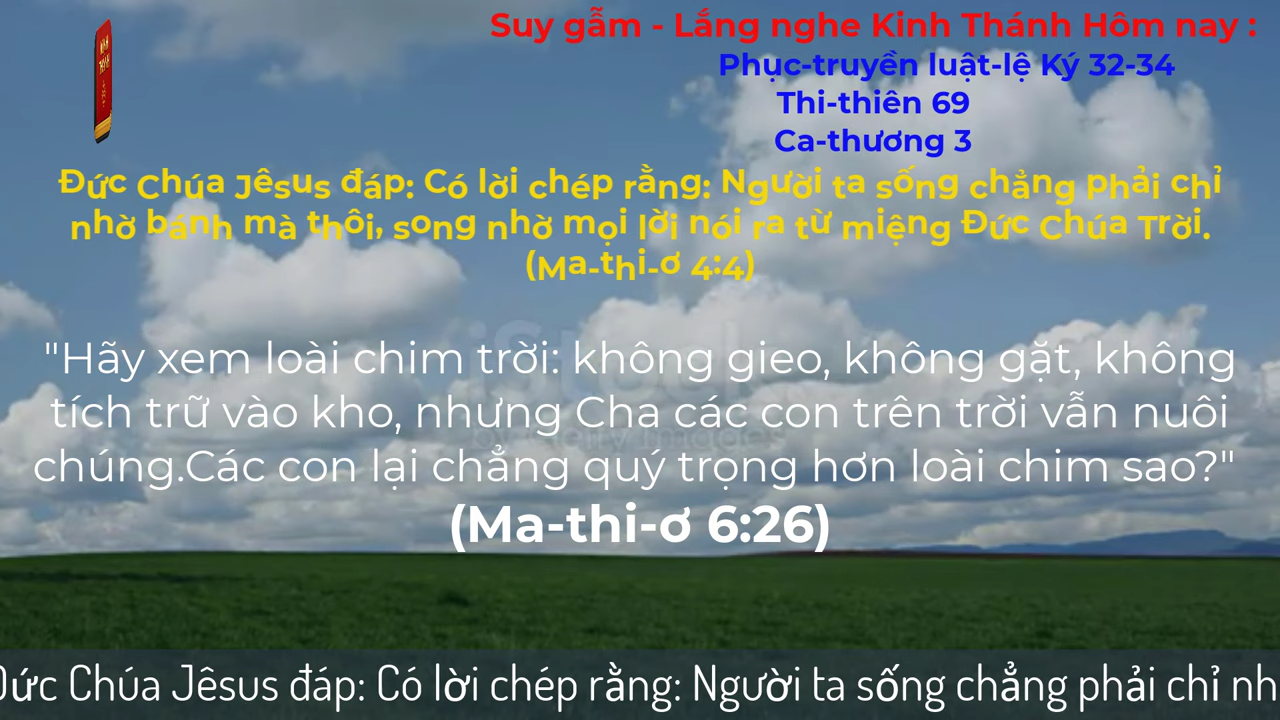 Suy gẫm - Lắng nghe Kinh Thánh Hôm nay :
Phục-truyền luật-lệ Ký 32-34
Thi-thiên 69
Ca-thương 3
Đức Chúa Jêsus đáp: Có lời chép rằng: Người ta sống chẳng phải chỉ
nhờ bánh mà thôi, song nhờ mọi lời nói ra từ miệng Đức Chúa Trời.
(Ma-thi-ơ 4:4)
"Hãy xem loài chim trời: không gieo, không gặt, không
tích trữ vào kho, nhưng Cha các con trên trời vẫn nuôi
chúng.Các con lại chẳng quý trọng hơn loài chim sao?"
(Ma-thi-ơ 6:26)
iStock
by Getty Images
Đức Chúa Jêsus đáp: Có lời chép rằng: Người ta sống chẳng phải chỉ nh